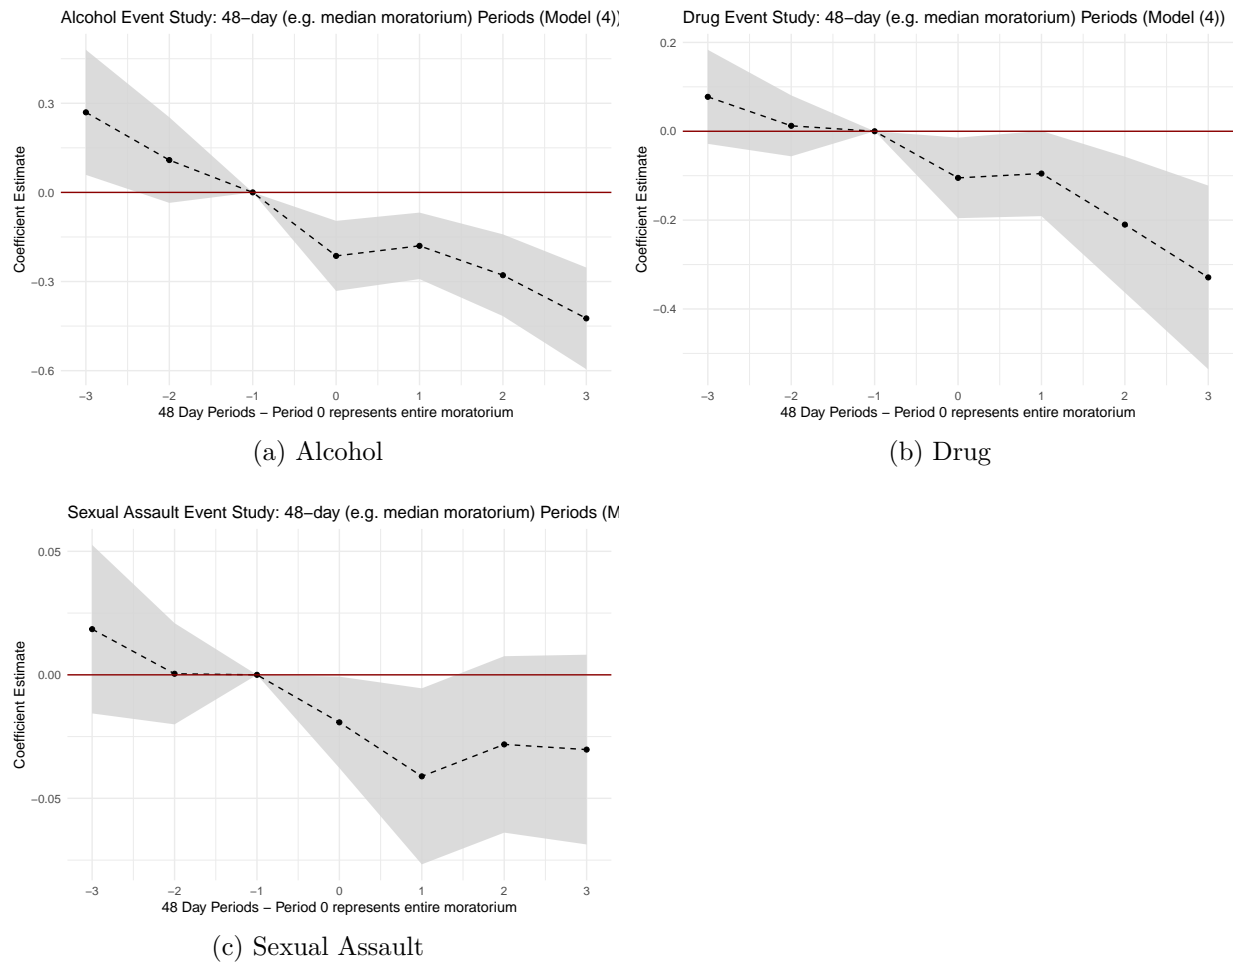 Alcohol Event Study: 48−day (e.g. median moratorium) Periods (Model (4))
0.3
0.0
−0.3
−0.6
Coefficient Estimate
−3 −2 −1 0 1 2 3
48 Day Periods − Period 0 represents entire moratorium
(a) Alcohol
Drug Event Study: 48−day (e.g. median moratorium) Periods (Model (4))
0.2
0.0
−0.2
−0.4
Coefficient Estimate
−3 −2 −1 0 1 2 3
48 Day Periods − Period 0 represents entire moratorium
(b) Drug
Sexual Assault Event Study: 48−day (e.g. median moratorium) Periods (M
0.05
0.00
−0.05
Coefficient Estimate
−3 −2 −1 0 1 2 3
48 Day Periods − Period 0 represents entire moratorium
(c) Sexual Assault